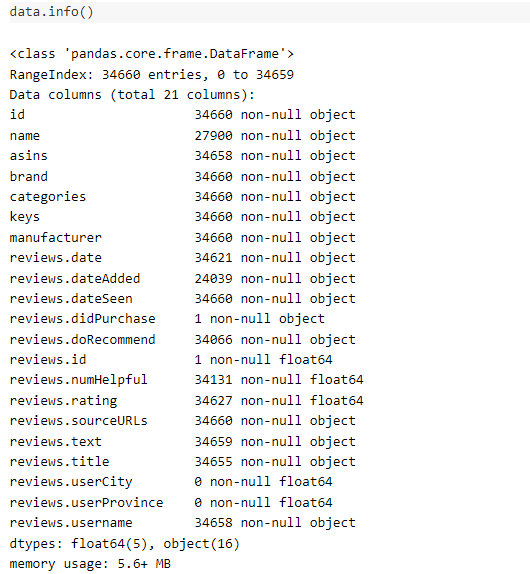 data.info()
<class 'pandas.core.frame.DataFrame'>
RangeIndex: 34660 entries, 0 to 34659
Data columns (total 21 columns):
id                      34660 non-null object
name                    27900 non-null object
asins                   34658 non-null object
brand                   34660 non-null object
categories              34660 non-null object
keys                    34660 non-null object
manufacturer            34660 non-null object
reviews.date            34621 non-null object
reviews.dateAdded       24039 non-null object
reviews.dateSeen        34660 non-null object
reviews.didPurchase     1 non-null object
reviews.doRecommend     34066 non-null object
reviews.id              1 non-null float64
reviews.numHelpful      34131 non-null float64
reviews.rating          34627 non-null float64
reviews.sourceURLs      34660 non-null object
reviews.text            34659 non-null object
reviews.title           34655 non-null object
reviews.userCity        0 non-null float64
reviews.userProvince    0 non-null float64
reviews.username        34658 non-null object
dtypes: float64(5), object(16)
memory usage: 5.6+ MB